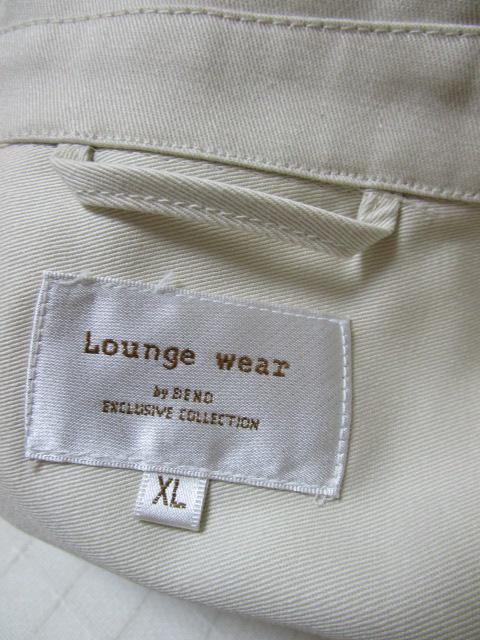 Lounge wear
by BENO
EXCLUSIVE COLLECTION
XL